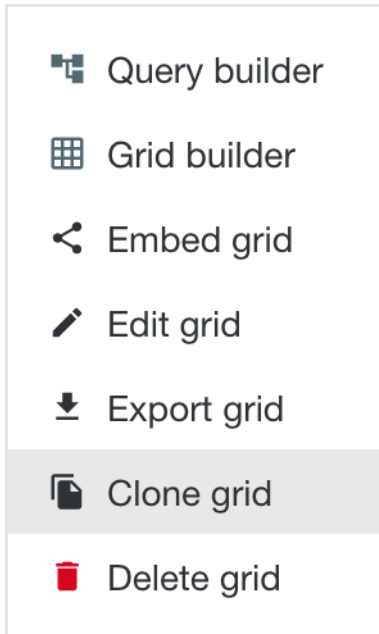 Query builder
Grid builder
Embed grid
Edit grid
Export grid
Clone grid
Delete grid